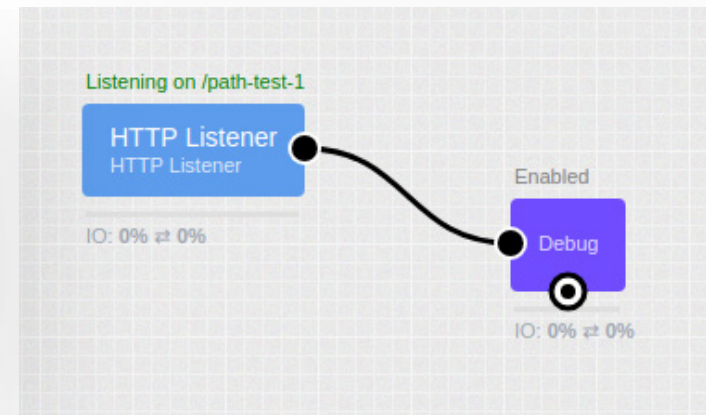 Listening on /path-test-1
HTTP Listener
HTTP Listener
IO: 0% ⇄ 0%
Enabled
Debug
IO: 0% ⇄ 0%